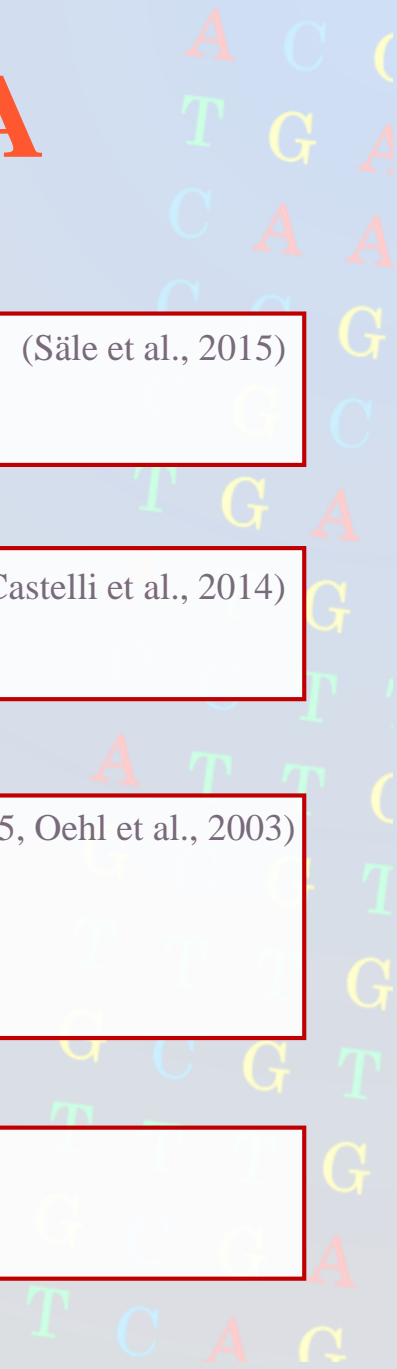 A C
T G A
A
C A A
C G G
(Säle et al., 2015)
G C
T G A
Castelli et al., 2014)
G
T
A T T
5, Oehl et al., 2003)
G T
T T T G
G C G T
T T T G
G G A
T C A G